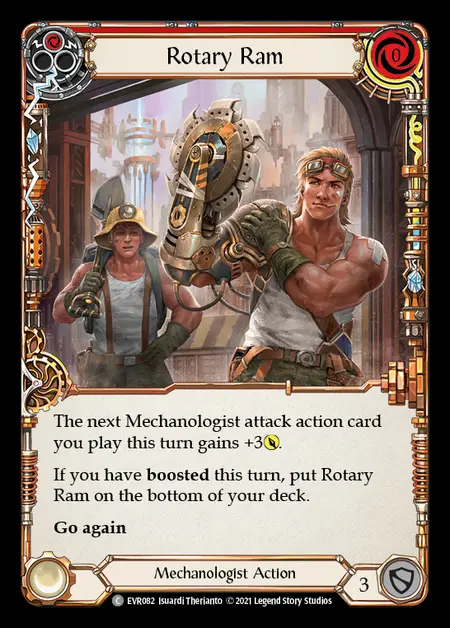 Rotary Ram
0
The next Mechanologist attack action card
you play this turn gains +3.
If you have boosted this turn, put Rotary
Ram on the bottom of your deck.
Go again
Mechanologist Action
3
C EVR082 Isuardi Therianto © 2021 Legend Story Studios